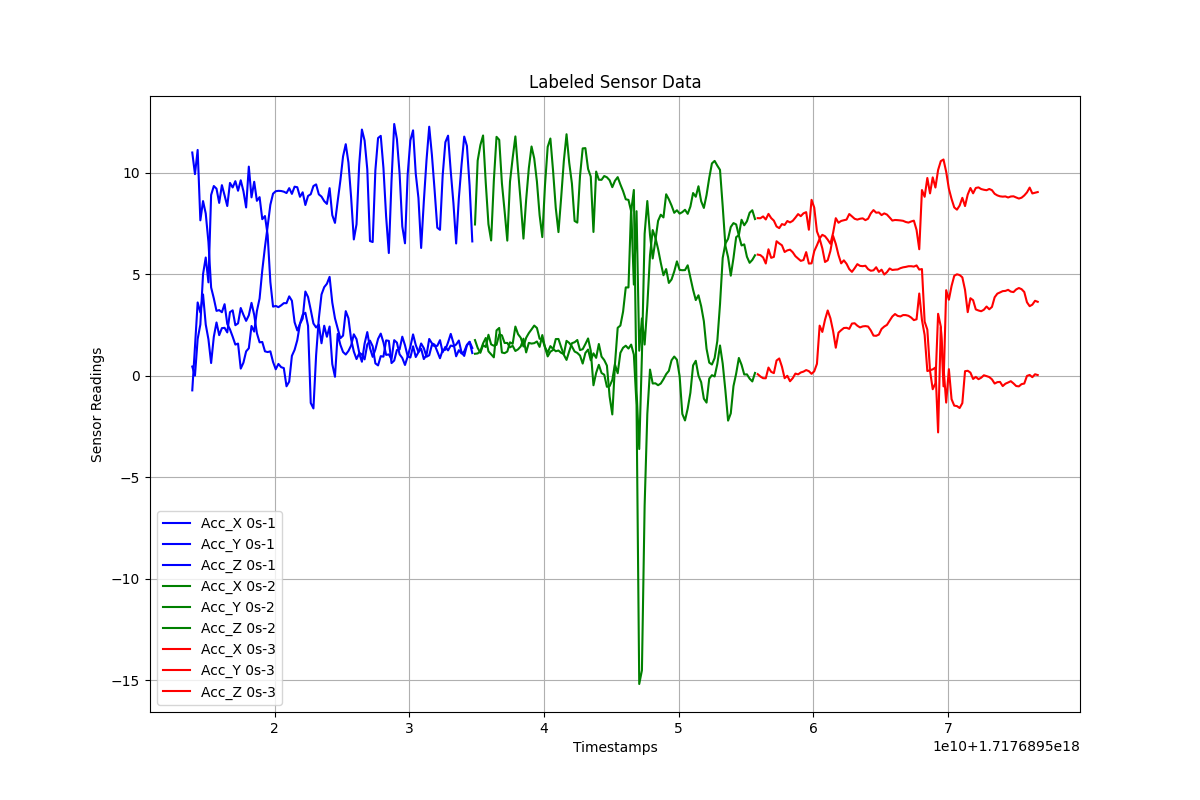 Labeled Sensor Data
Sensor Readings
10
5
0
−5
−10
−15
Acc_X 0s-1
Acc_Y 0s-1
Acc_Z 0s-1
Acc_X 0s-2
Acc_Y 0s-2
Acc_Z 0s-2
Acc_X 0s-3
Acc_Y 0s-3
Acc_Z 0s-3
2 3 4 5 6 7
Timestamps
1e10+1.7176895e18